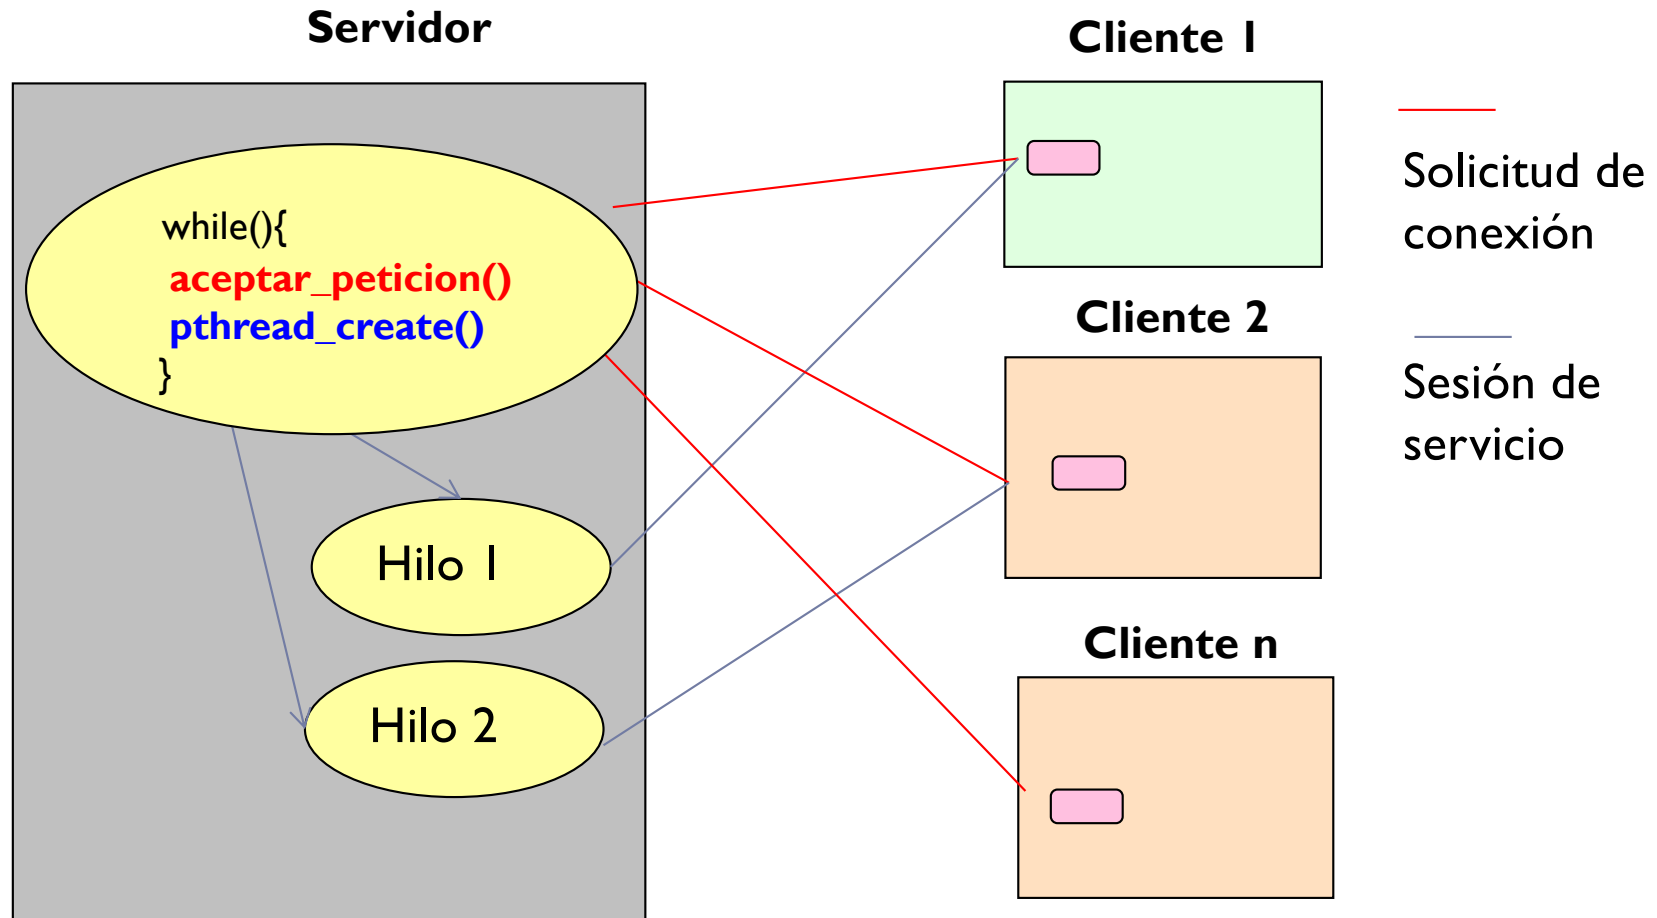 Servidor
while(){
aceptar_peticion()
pthread_create()
}
Hilo 1
Hilo 2
Cliente 1
Cliente 2
Cliente n
Solicitud de
conexión
Sesión de
servicio